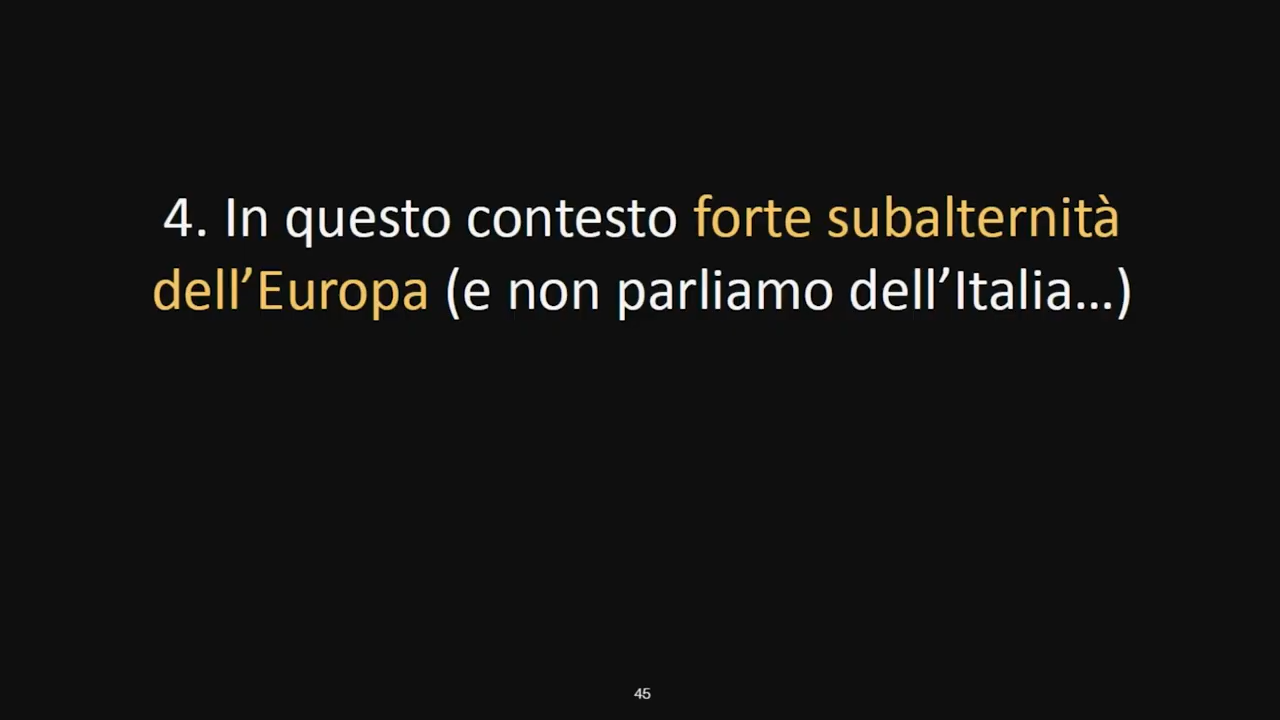 4. In questo contesto forte subalternità
dell’Europa (e non parliamo dell’Italia…)
45